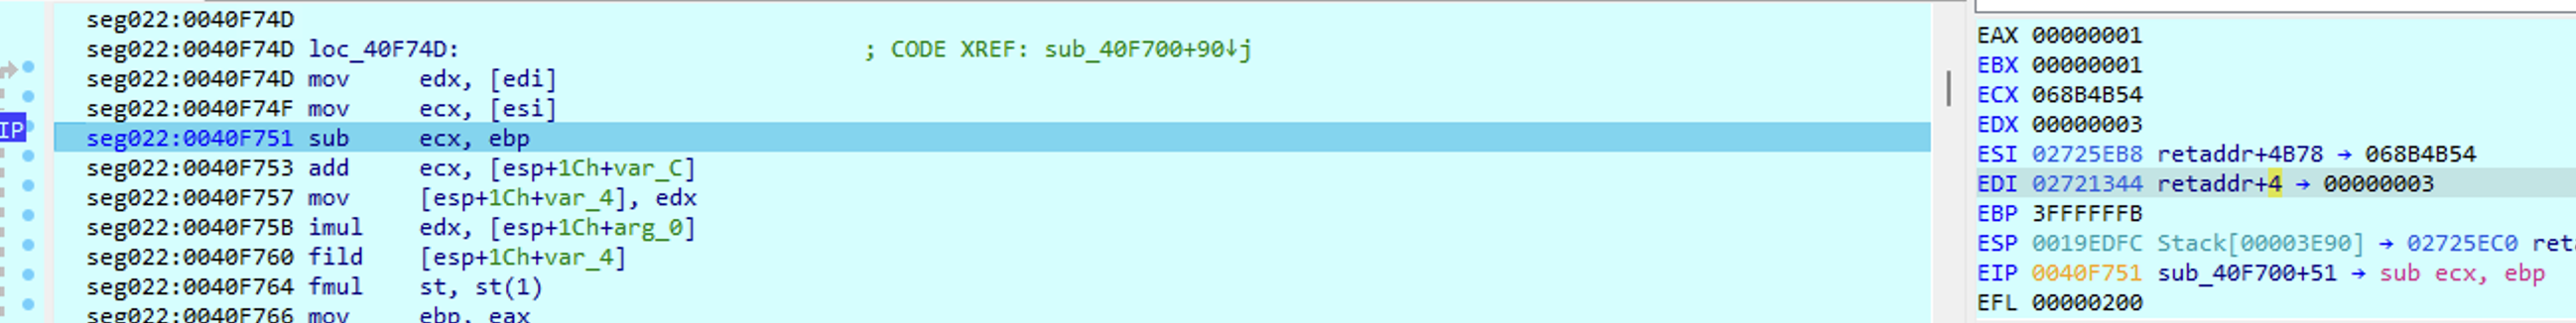 seg022:0040F74D
seg022:0040F74D loc_40F74D: ; CODE XREF: sub_40F700+90↓j
seg022:0040F74D mov edx, [edi]
seg022:0040F74F mov ecx, [esi]
IP seg022:0040F751 sub ecx, ebp
seg022:0040F753 add ecx, [esp+1Ch+var_C]
seg022:0040F757 mov [esp+1Ch+var_4], edx
seg022:0040F75B imul edx, [esp+1Ch+arg_0]
seg022:0040F760 fild [esp+1Ch+var_4]
seg022:0040F764 fmul st, st(1)
seg022:0040F766 mov ebp, eax
EAX 00000001
EBX 00000001
ECX 068B4B54
EDX 00000003
ESI 02725EB8 retaddr+4B78 → 068B4B54
EDI 02721344 retaddr+4 → 00000003
EBP 3FFFFFFB
ESP 0019EDFC Stack[00003E90] → 02725EC0 ret
EIP 0040F751 sub_40F700+51 → sub ecx, ebp
EFL 00000200